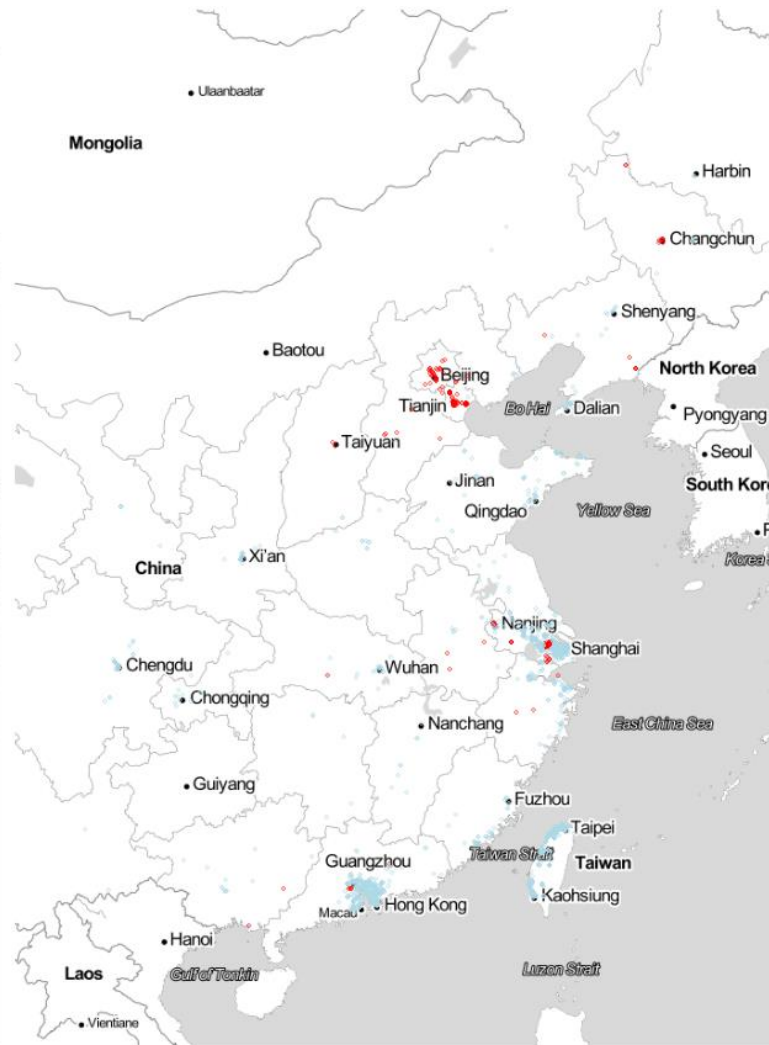 Ulaanbaatar
Mongolia
Harbin
Changchun
Shenyang
Baotou
Beijing
North Korea
Tianjin
Bo Hai
Dalian
Pyongyang
Taiyuan
Seoul
Jinan
South Kore
Qingdao
Yellow Sea
P
Korea S
Xi'an
China
Nanjing
Shanghai
Chengdu
Wuhan
Chongqing
Nanchang
East China Sea
Guiyang
Fuzhou
Taipei
Taiwan Strait
Guangzhou
Taiwan
Kaohsiung
Macau
Hong Kong
Hanoi
Laos
Gulf of Tonkin
Luzon Strait
Vientiane